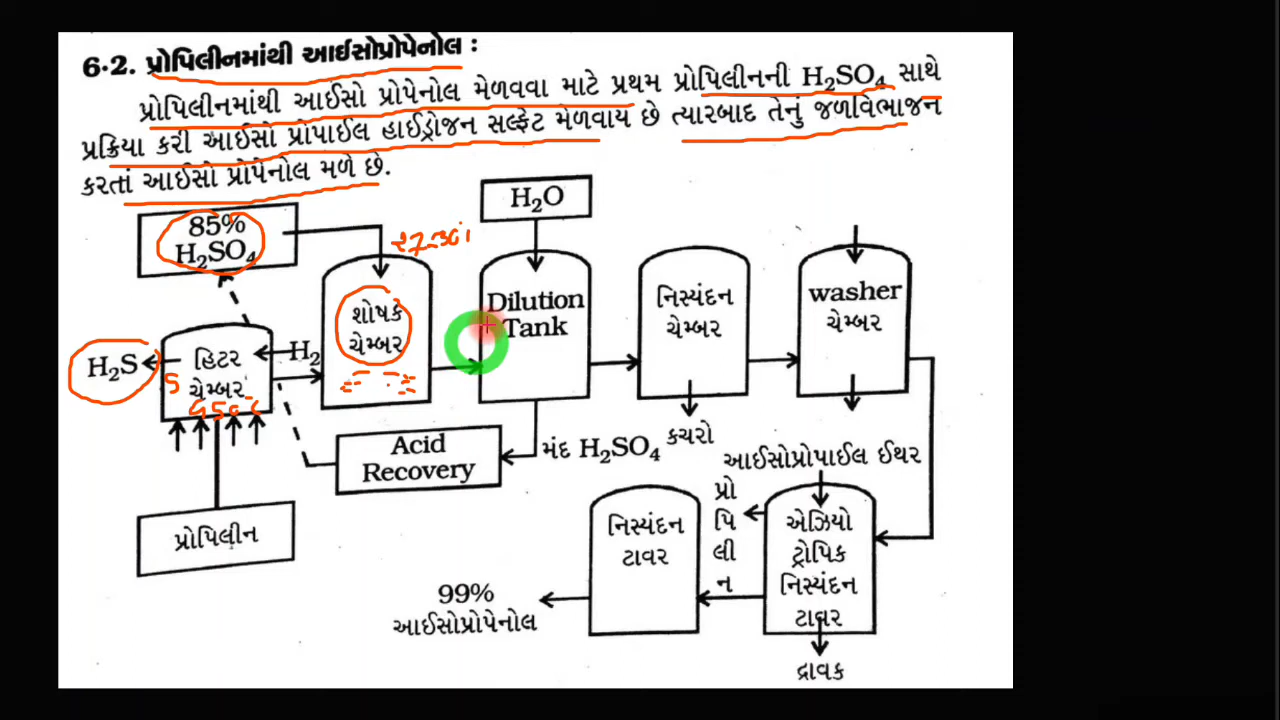 6·2. પ્રોપિલીનમાંથી આઈસોપ્રોપેનોલ :
પ્રોપિલીનમાંથી આઈસો પ્રોપેનોલ મેળવવા માટે પ્રથમ પ્રોપિલીનની H₂SO₄ સાથે
પ્રક્રિયા કરી આઈસો પ્રોપાઈલ હાઈડ્રોજન સલ્ફેટ મેળવાય છે ત્યારબાદ તેનું જળવિભાજન
કરતાં આઈસો પ્રોપેનોલ મળે છે.
85%
H₂SO₄
H₂O
શોષક
ચેમ્બર
Dilution
Tank
નિસ્યંદન
ચેમ્બર
washer
ચેમ્બર
H₂S
હિટર
ચેમ્બર
H₂
S
પ્રોપિલીન
Acid
Recovery
મંદ H₂SO₄
કચરો
આઈસોપ્રોપાઈલ ઈથર
પ્રો
પિ
લી
ન
એઝિયો
ટ્રોપિક
નિસ્યંદન
ટાવર
નિસ્યંદન
ટાવર
99%
આઈસોપ્રોપેનોલ
દ્રાવક